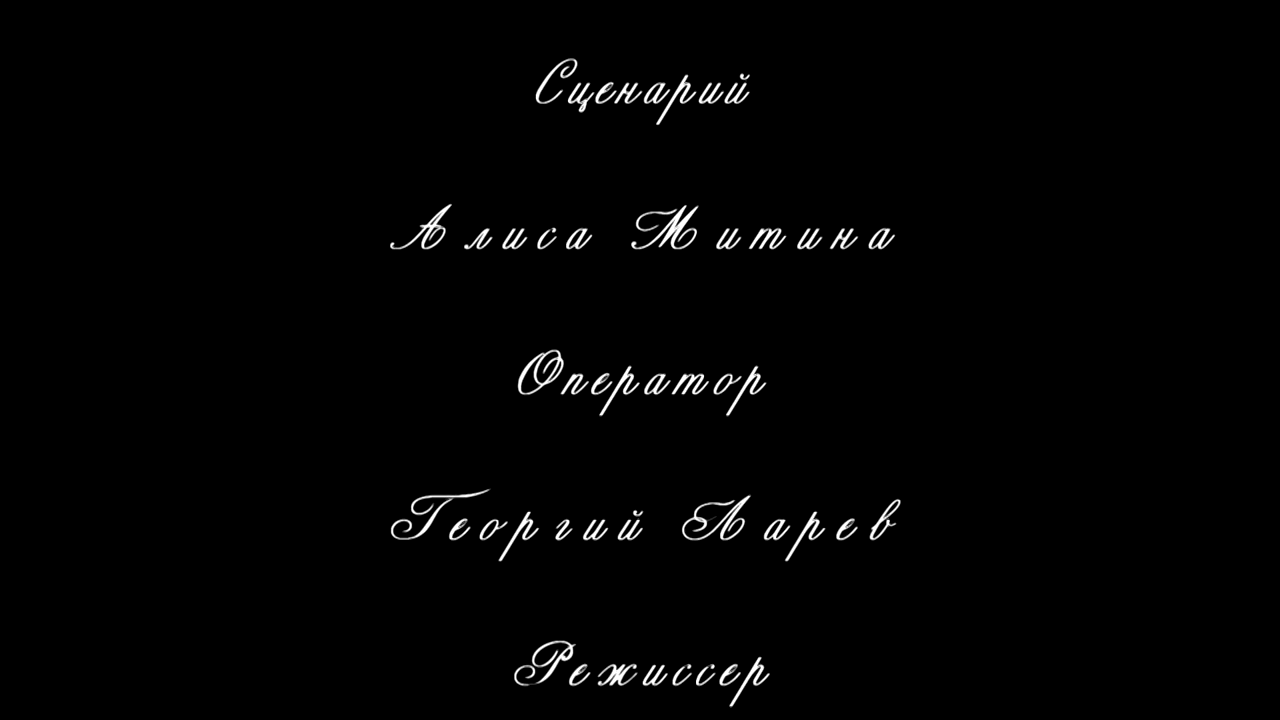 Сценарий
Алиса Митина
Оператор
Георгий Ларев
Режиссер